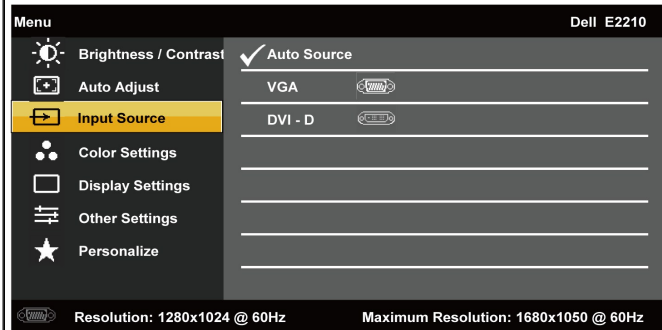 Menu Dell E2210
Brightness / Contrast Auto Source
Auto Adjust VGA
Input Source DVI - D
Color Settings
Display Settings
Other Settings
Personalize
Resolution: 1280x1024 @ 60Hz Maximum Resolution: 1680x1050 @ 60Hz